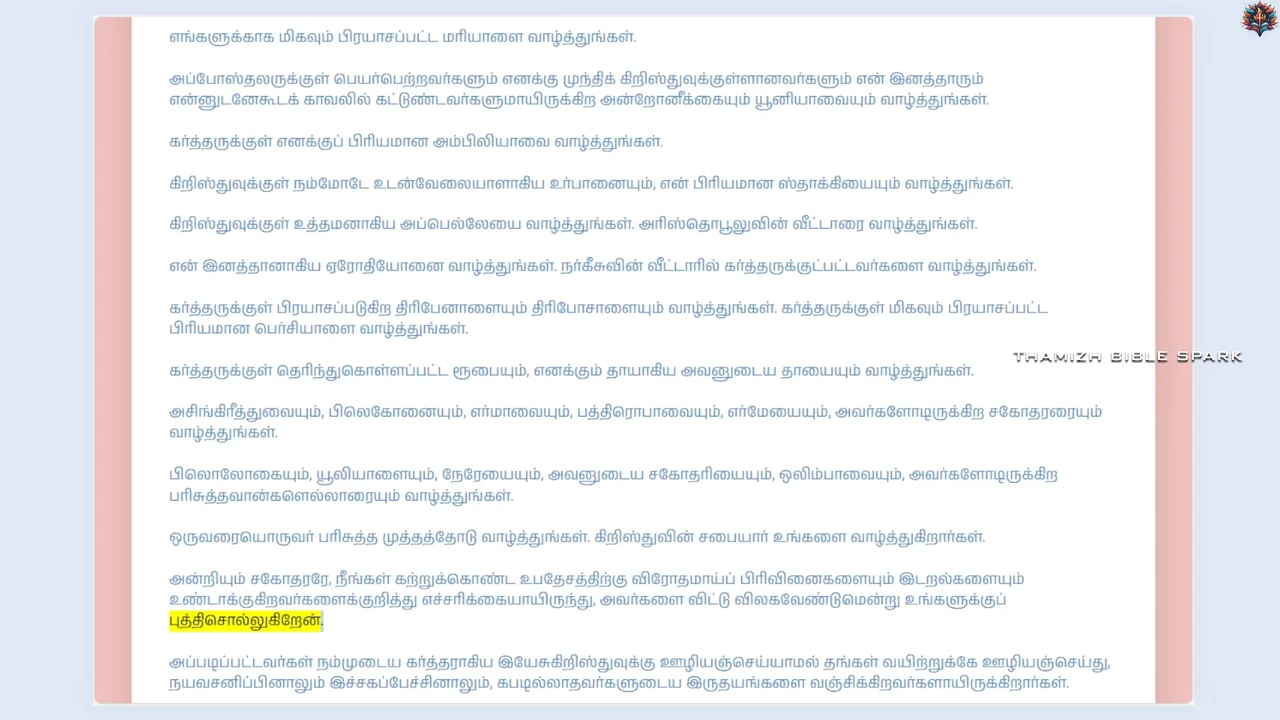 எங்களுக்காக மிகவும் பிரயாசப்பட்ட மரியாளை வாழ்த்துங்கள்.
அப்போஸ்தலருக்குள் பெயர்பெற்றவர்களும் எனக்கு முந்திக் கிறிஸ்துவுக்குள்ளானவர்களும் என் இனத்தாரும்
என்னுடனேகூடக் காவலில் கட்டுண்டவர்களுமாயிருக்கிற அன்றோனீக்கையும் யூனியாவையும் வாழ்த்துங்கள்.
கர்த்தருக்குள் எனக்குப் பிரியமான அம்பிலியாவை வாழ்த்துங்கள்.
கிறிஸ்துவுக்குள் நம்மோடே உடன்வேலையாளாகிய உர்பானையும், என் பிரியமான ஸ்தாக்கியையும் வாழ்த்துங்கள்.
கிறிஸ்துவுக்குள் உத்தமனாகிய அப்பெல்லேயை வாழ்த்துங்கள். அரிஸ்தொபூலுவின் வீட்டாரை வாழ்த்துங்கள்.
என் இனத்தானாகிய ஏரோதியோனை வாழ்த்துங்கள். நர்கீசுவின் வீட்டாரில் கர்த்தருக்குட்பட்டவர்களை வாழ்த்துங்கள்.
கர்த்தருக்குள் பிரயாசப்படுகிற திரிபேனாளையும் திரிபோசாளையும் வாழ்த்துங்கள். கர்த்தருக்குள் மிகவும் பிரயாசப்பட்ட
பிரியமான பெர்சியாளை வாழ்த்துங்கள்.
THAMIZH BIBLE SPARK
கர்த்தருக்குள் தெரிந்துகொள்ளப்பட்ட ரூபையும், எனக்கும் தாயாகிய அவனுடைய தாயையும் வாழ்த்துங்கள்.
அசிங்கிரீத்துவையும், பிலெகோனையும், எர்மாவையும், பத்திரொபாவையும், எர்மேயையும், அவர்களோடிருக்கிற சகோதரரையும்
வாழ்த்துங்கள்.
பிலொலோகையும், யூலியாளையும், நேரேயையும், அவனுடைய சகோதரியையும், ஒலிம்பாவையும், அவர்களோடிருக்கிற
பரிசுத்தவான்களெல்லாரையும் வாழ்த்துங்கள்.
ஒருவரையொருவர் பரிசுத்த முத்தத்தோடு வாழ்த்துங்கள். கிறிஸ்துவின் சபையார் உங்களை வாழ்த்துகிறார்கள்.
அன்றியும் சகோதரரே, நீங்கள் கற்றுக்கொண்ட உபதேசத்திற்கு விரோதமாய்ப் பிரிவினைகளையும் இடறல்களையும்
உண்டாக்குகிறவர்களைக்குறித்து எச்சரிக்கையாயிருந்து, அவர்களை விட்டு விலகவேண்டுமென்று உங்களுக்குப்
புத்திசொல்லுகிறேன்.
அப்படிப்பட்டவர்கள் நம்முடைய கர்த்தராகிய இயேசுகிறிஸ்துவுக்கு ஊழியஞ்செய்யாமல் தங்கள் வயிற்றுக்கே ஊழியஞ்செய்து,
நயவசனிப்பினாலும் இச்சகப்பேச்சினாலும், கபடில்லாதவர்களுடைய இருதயங்களை வஞ்சிக்கிறவர்களாயிருக்கிறார்கள்.